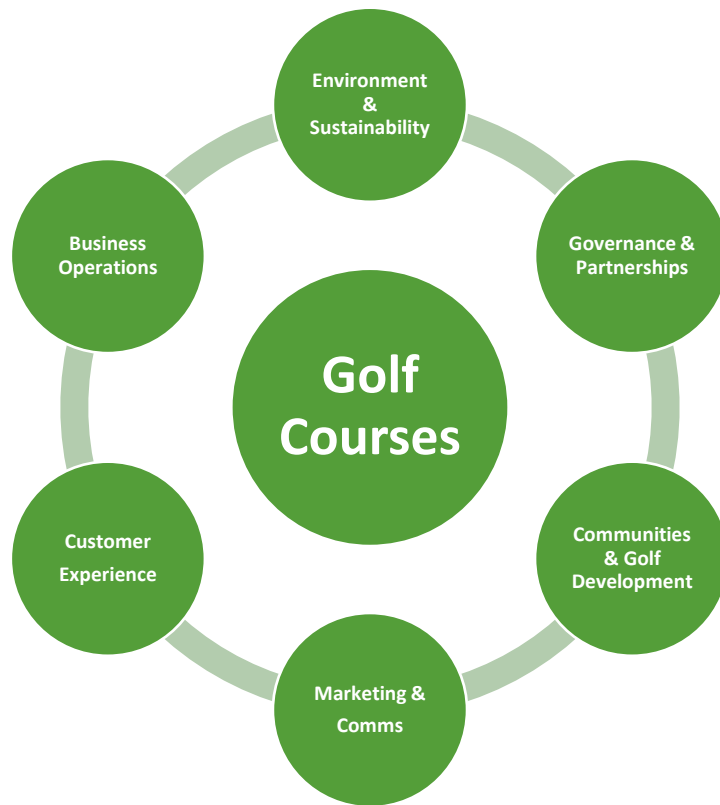 Environment
&
Sustainability
Business
Operations
Governance &
Partnerships
Golf
Courses
Customer
Experience
Communities
& Golf
Development
Marketing &
Comms